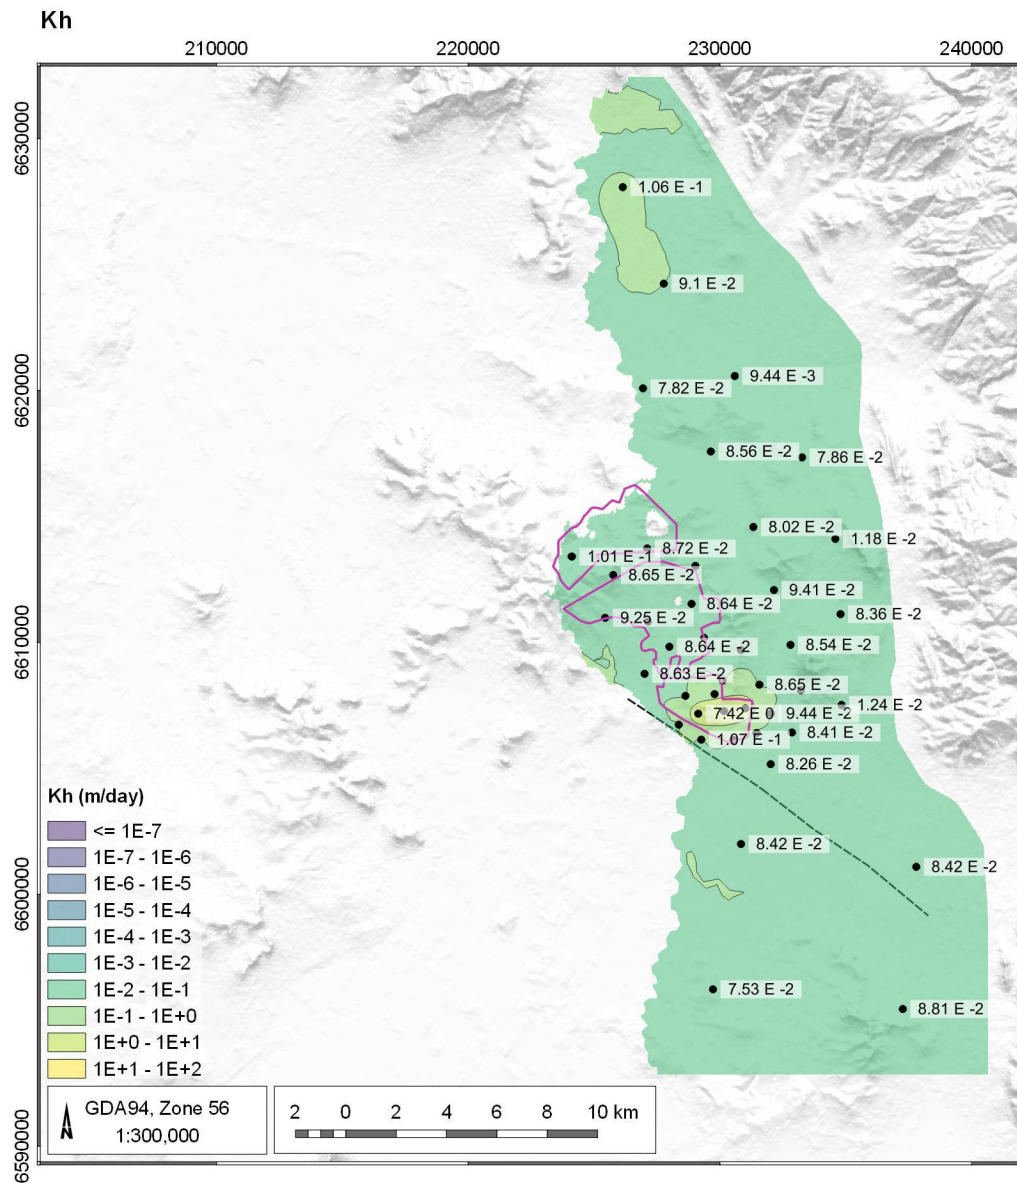 Kh
210000 220000 230000 240000
6630000
6620000
6610000
6600000
6590000
1.06 E -1
9.1 E -2
9.44 E -3
7.82 E -2
8.56 E -2
7.86 E -2
8.02 E -2
1.18 E -2
8.72 E -2
1.01 E -1
8.65 E -2
9.41 E -2
8.64 E -2
8.36 E -2
9.25 E -2
8.64 E -2
8.54 E -2
8.63 E -2
8.65 E -2
1.24 E -2
7.42 E 0
9.44 E -2
8.41 E -2
1.07 E -1
8.26 E -2
8.42 E -2
8.42 E -2
7.53 E -2
8.81 E -2
Kh (m/day)
<= 1E-7
1E-7 - 1E-6
1E-6 - 1E-5
1E-5 - 1E-4
1E-4 - 1E-3
1E-3 - 1E-2
1E-2 - 1E-1
1E-1 - 1E+0
1E+0 - 1E+1
1E+1 - 1E+2
N
GDA94, Zone 56
1:300,000
2 0 2 4 6 8 10 km